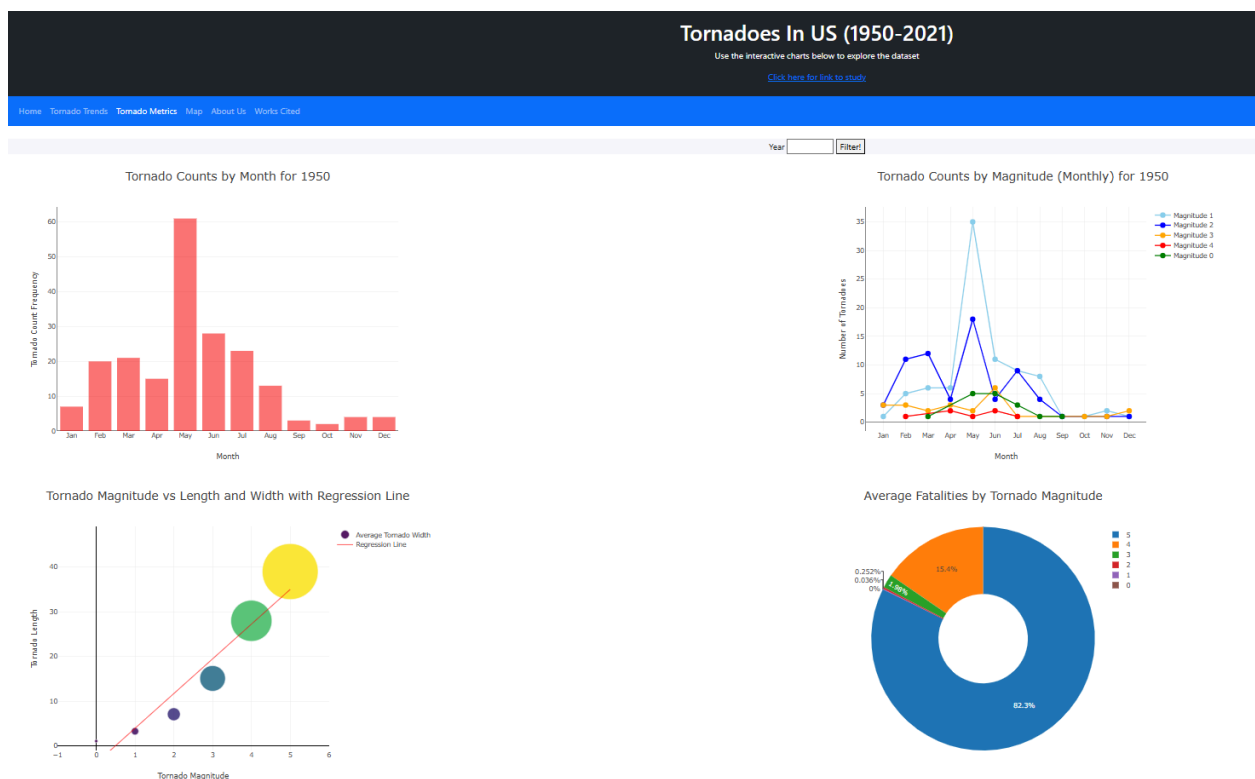 Tornadoes In US (1950-2021)
Use the interactive charts below to explore the dataset
Click here for link to study
Home Tornado Trends Tornado Metrics Map About Us Works Cited
Year Filter!
Tornado Counts by Month for 1950
60
50
40
30
20
10
0
Tornado Count Frequency
Jan Feb Mar Apr May Jun Jul Aug Sep Oct Nov Dec
Month
Tornado Counts by Magnitude (Monthly) for 1950
35
30
25
20
15
10
5
0
Number of Tornadoes
Jan Feb Mar Apr May Jun Jul Aug Sep Oct Nov Dec
Month
Magnitude 1
Magnitude 2
Magnitude 3
Magnitude 4
Magnitude 0
Tornado Magnitude vs Length and Width with Regression Line
40
30
20
10
0
Tornado Length
−1 0 1 2 3 4 5 6
Tornado Magnitude
Average Tornado Width
Regression Line
Average Fatalities by Tornado Magnitude
15.4%
0.252%
0.036%
0%
1.98%
82.3%
5
4
3
2
1
0